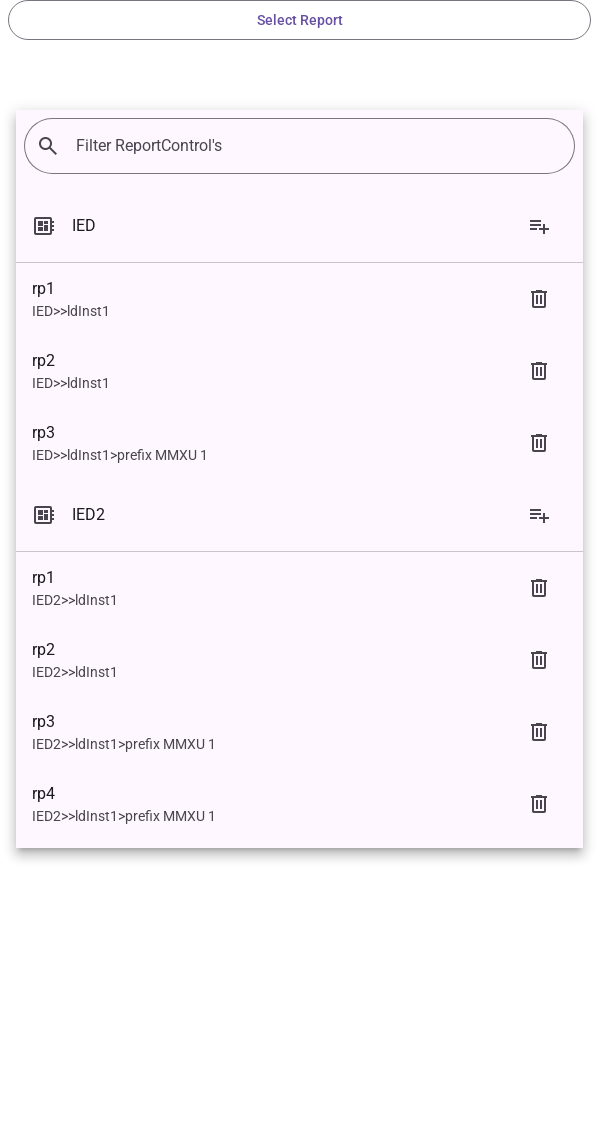 Select Report
Filter ReportControl's
IED
rp1
IED>>ldInst1
rp2
IED>>ldInst1
rp3
IED>>ldInst1>prefix MMXU 1
IED2
rp1
IED2>>ldInst1
rp2
IED2>>ldInst1
rp3
IED2>>ldInst1>prefix MMXU 1
rp4
IED2>>ldInst1>prefix MMXU 1